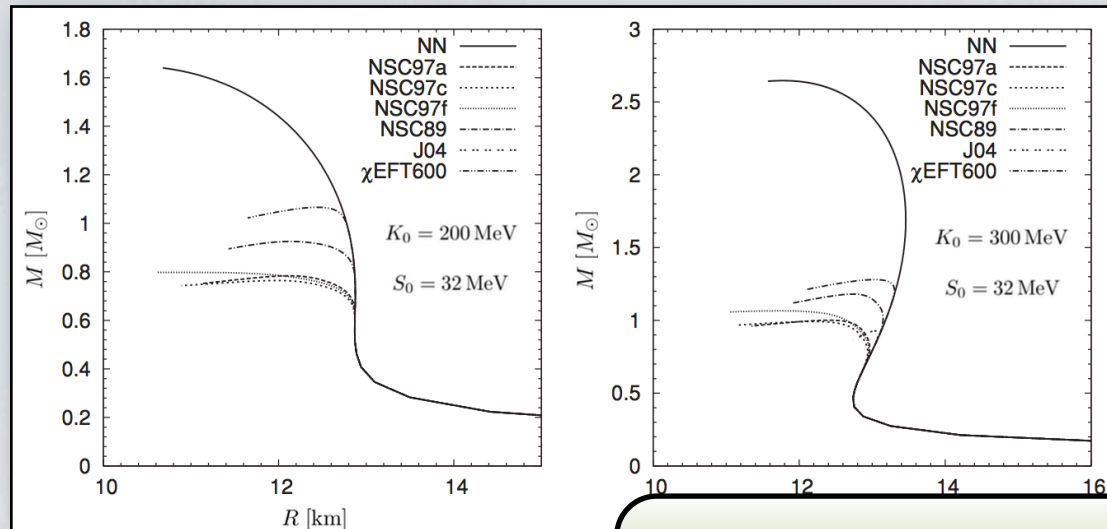 1.8
1.6
1.4
1.2
1
0.8
0.6
0.4
0.2
0
M [M⊙]
NN
NSC97a
NSC97c
NSC97f
NSC89
J04
χEFT600
K₀ = 200 MeV
S₀ = 32 MeV
10 12 14
R [km]
3
2.5
2
1.5
1
0.5
0
M [M⊙]
NN
NSC97a
NSC97c
NSC97f
NSC89
J04
χEFT600
K₀ = 300 MeV
S₀ = 32 MeV
10 12 14 16